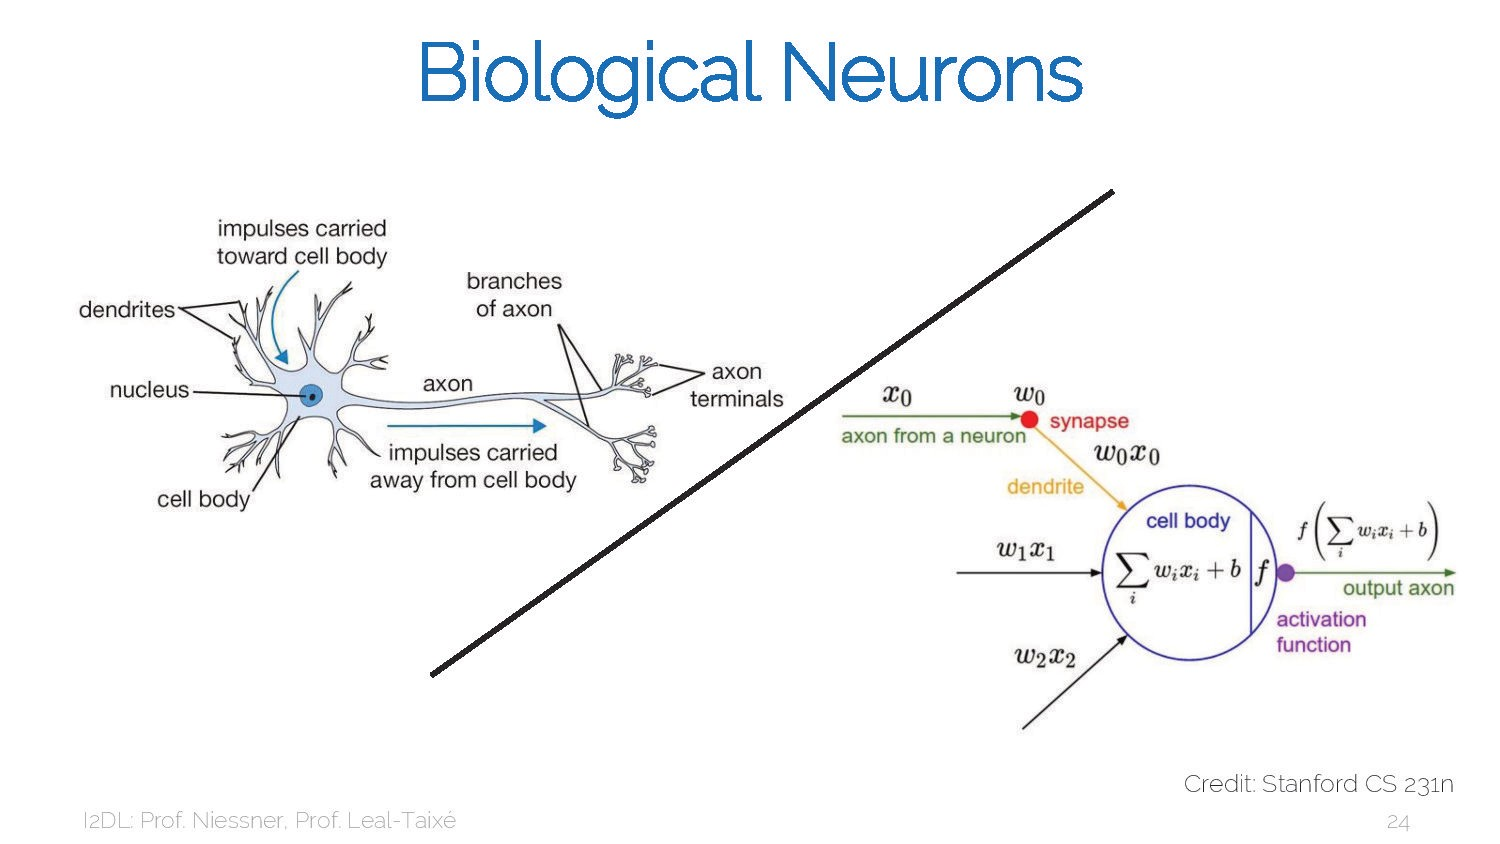 Biological Neurons
impulses carried
toward cell body
branches
of axon
dendrites
nucleus
axon
axon
terminals
impulses carried
away from cell body
cell body
x₀
w₀
synapse
axon from a neuron
w₀x₀
dendrite
cell body
f(∑ᵢ wᵢxᵢ + b)
w₁x₁
∑ᵢ wᵢxᵢ + b
f
output axon
activation
function
w₂x₂
Credit: Stanford CS 231n
I2DL: Prof. Niessner, Prof. Leal-Taixé
24